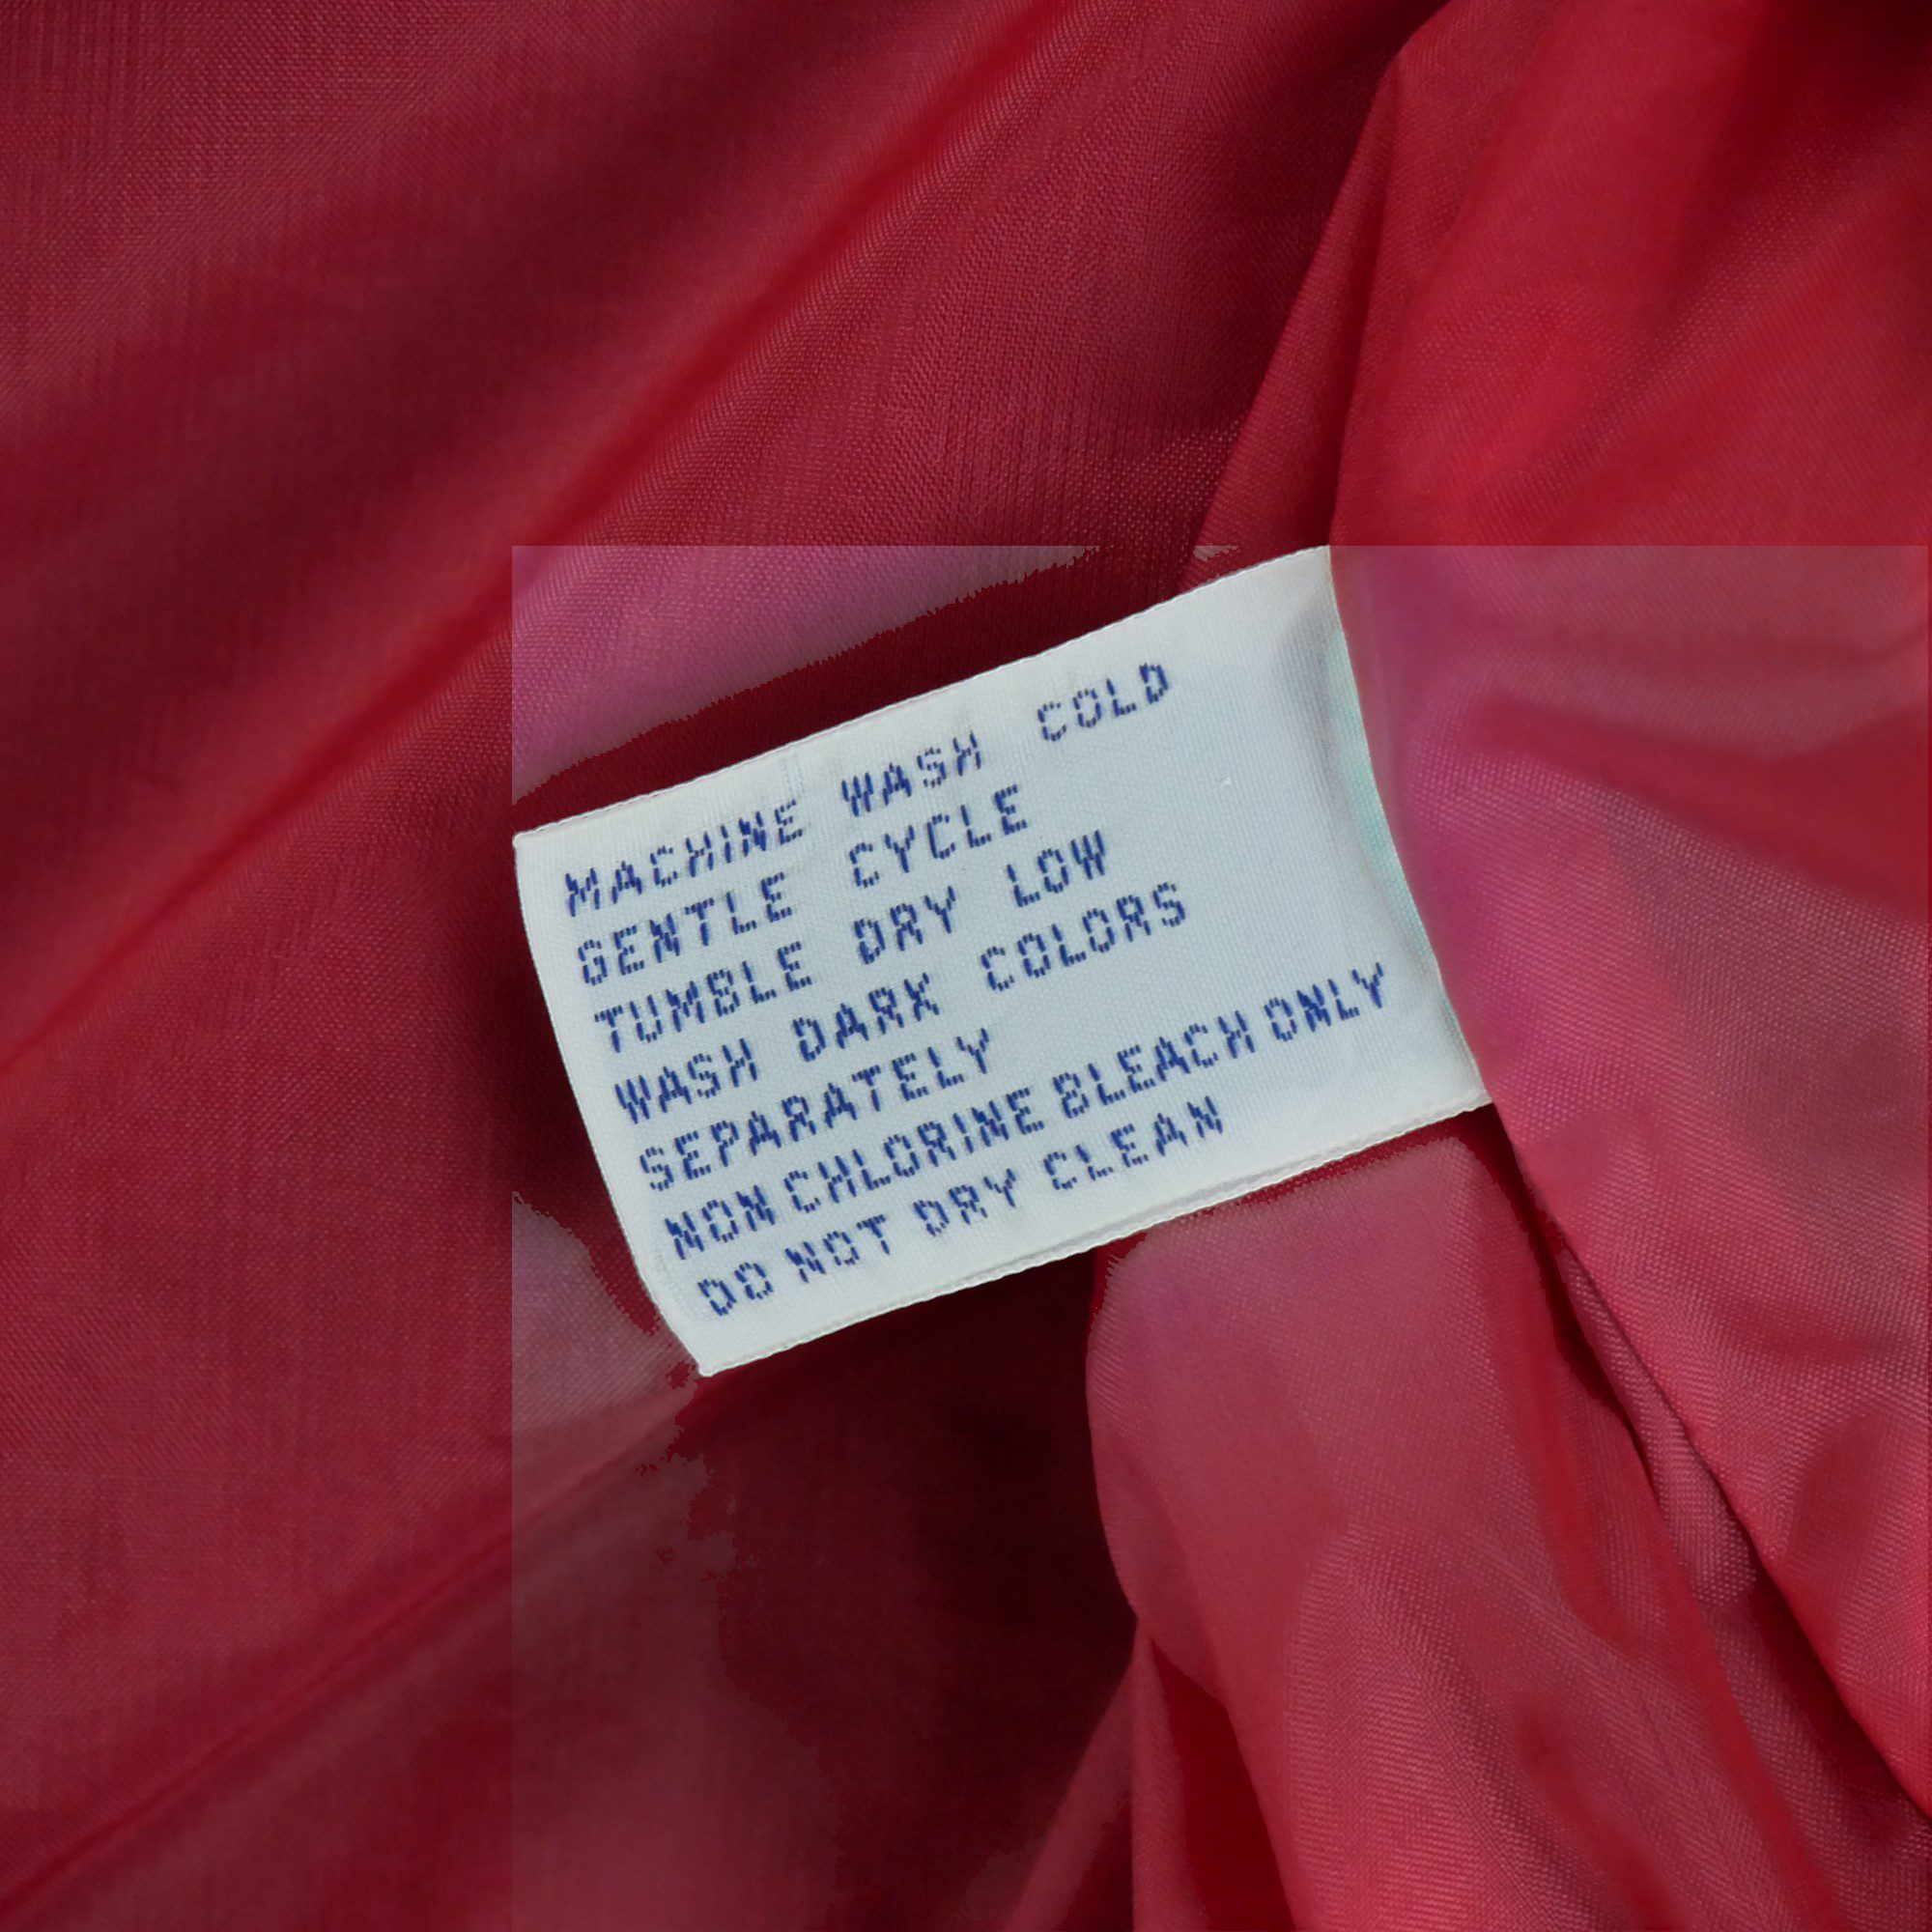 MACHINE WASH COLD
GENTLE CYCLE
TUMBLE DRY LOW
WASH DARK COLORS
SEPARATELY
NON CHLORINE BLEACH ONLY
DO NOT DRY CLEAN